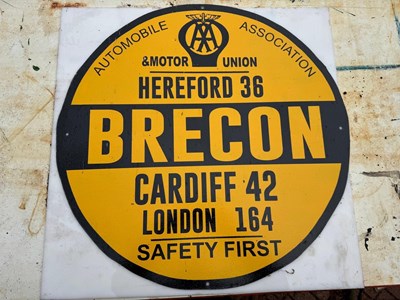 AUTOMOBILE ASSOCIATION
AA
& MOTOR UNION
HEREFORD 36
BRECON
CARDIFF 42
LONDON 164
SAFETY FIRST